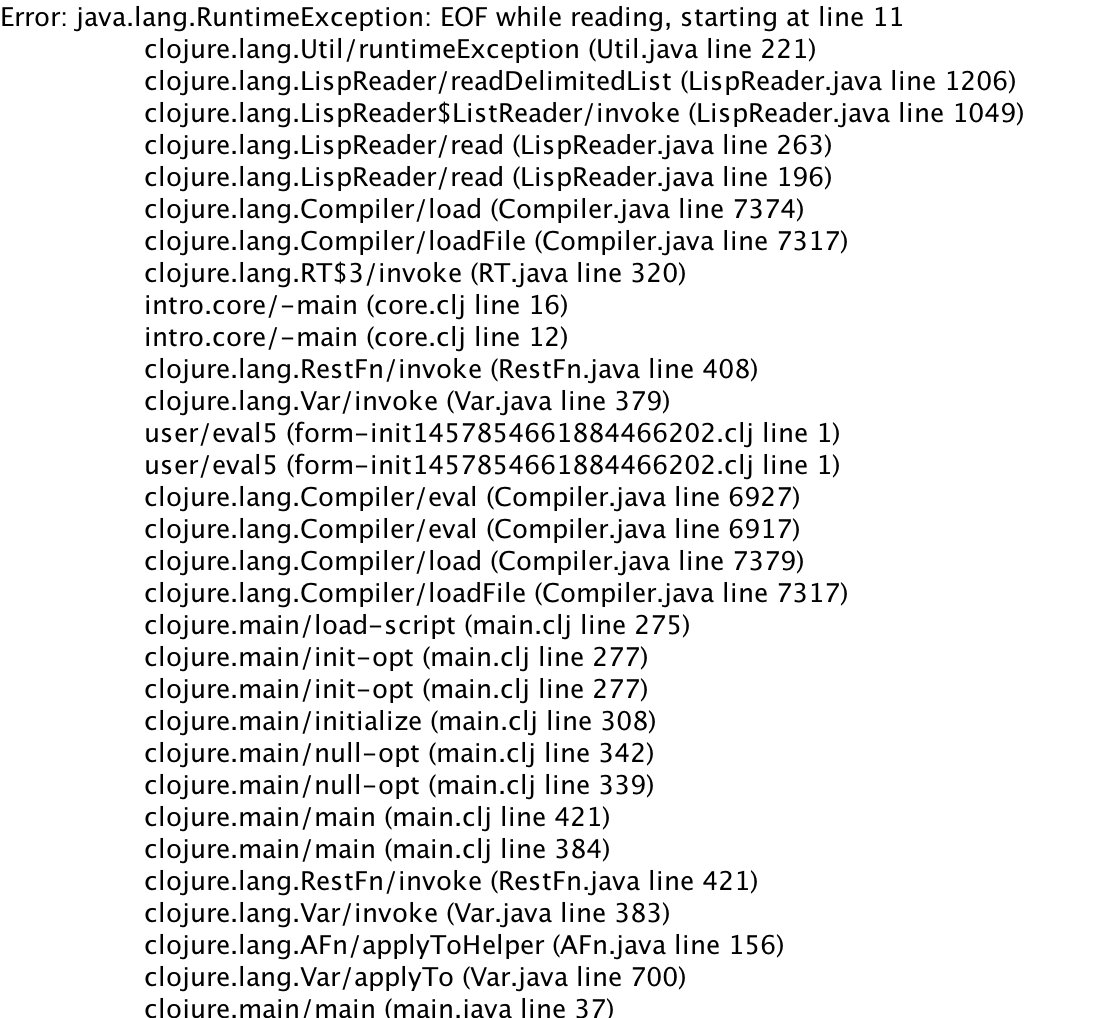 Error: java.lang.RuntimeException: EOF while reading, starting at line 11
clojure.lang.Util/runtimeException (Util.java line 221)
clojure.lang.LispReader/readDelimitedList (LispReader.java line 1206)
clojure.lang.LispReader$ListReader/invoke (LispReader.java line 1049)
clojure.lang.LispReader/read (LispReader.java line 263)
clojure.lang.LispReader/read (LispReader.java line 196)
clojure.lang.Compiler/load (Compiler.java line 7374)
clojure.lang.Compiler/loadFile (Compiler.java line 7317)
clojure.lang.RT$3/invoke (RT.java line 320)
intro.core/-main (core.clj line 16)
intro.core/-main (core.clj line 12)
clojure.lang.RestFn/invoke (RestFn.java line 408)
clojure.lang.Var/invoke (Var.java line 379)
user/eval5 (form-init1457854661884466202.clj line 1)
user/eval5 (form-init1457854661884466202.clj line 1)
clojure.lang.Compiler/eval (Compiler.java line 6927)
clojure.lang.Compiler/eval (Compiler.java line 6917)
clojure.lang.Compiler/load (Compiler.java line 7379)
clojure.lang.Compiler/loadFile (Compiler.java line 7317)
clojure.main/load-script (main.clj line 275)
clojure.main/init-opt (main.clj line 277)
clojure.main/init-opt (main.clj line 277)
clojure.main/initialize (main.clj line 308)
clojure.main/null-opt (main.clj line 342)
clojure.main/null-opt (main.clj line 339)
clojure.main/main (main.clj line 421)
clojure.main/main (main.clj line 384)
clojure.lang.RestFn/invoke (RestFn.java line 421)
clojure.lang.Var/invoke (Var.java line 383)
clojure.lang.AFn/applyToHelper (AFn.java line 156)
clojure.lang.Var/applyTo (Var.java line 700)
clojure.main/main (main.java line 37)